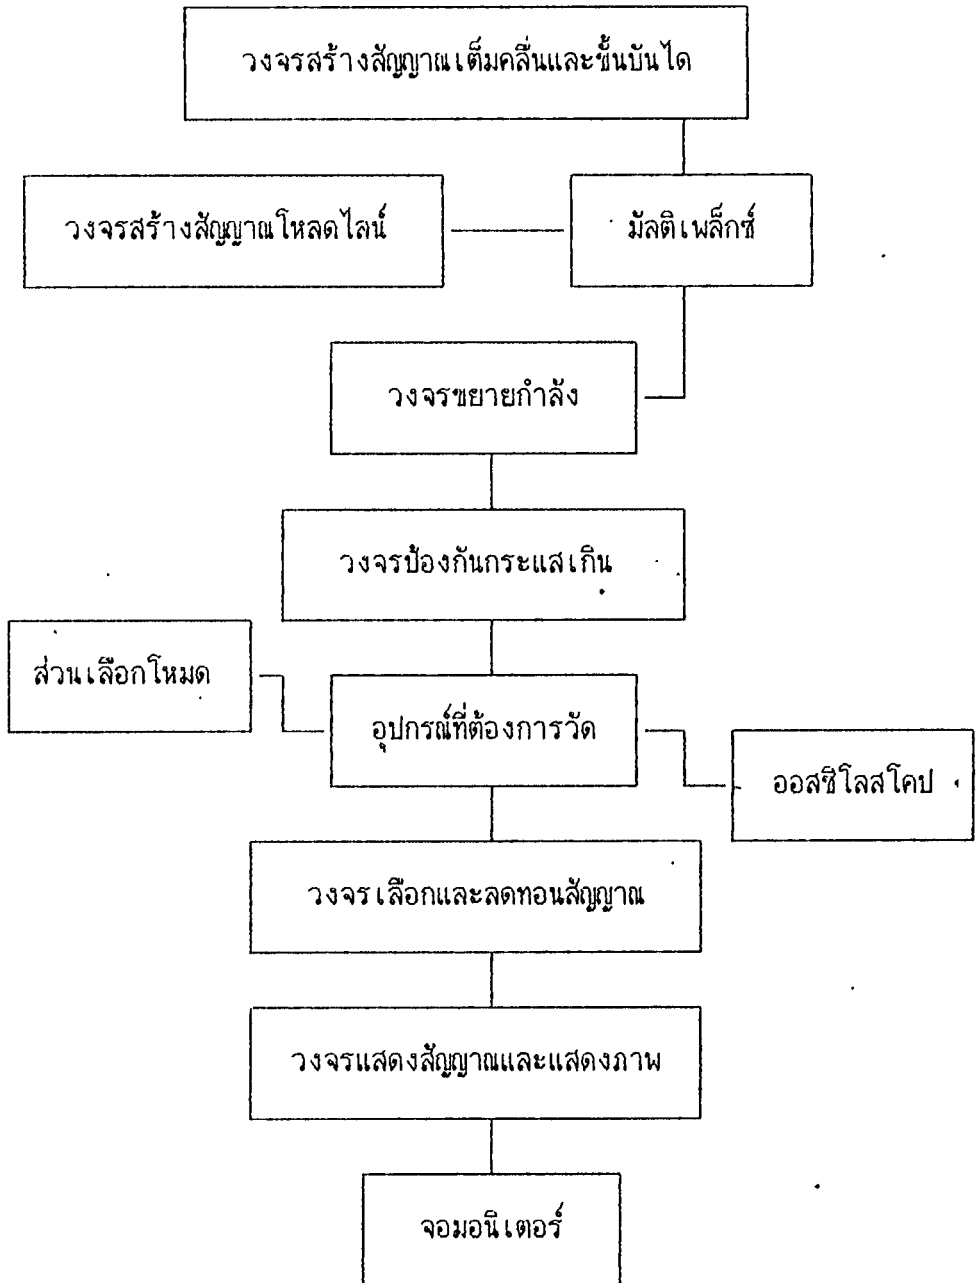 วงจรสร้างสัญญาณเต็มคลื่นและขั้นบันได
วงจรสร้างสัญญาณโหลดไลน์
มัลติเพล็กซ์
วงจรขยายกำลัง
วงจรป้องกันกระแสเกิน
ส่วนเลือกโหมด
อุปกรณ์ที่ต้องการวัด
ออสซิโลสโคป
วงจรเลือกและลดทอนสัญญาณ
วงจรแสดงสัญญาณและแสดงภาพ
จอมอนิเตอร์